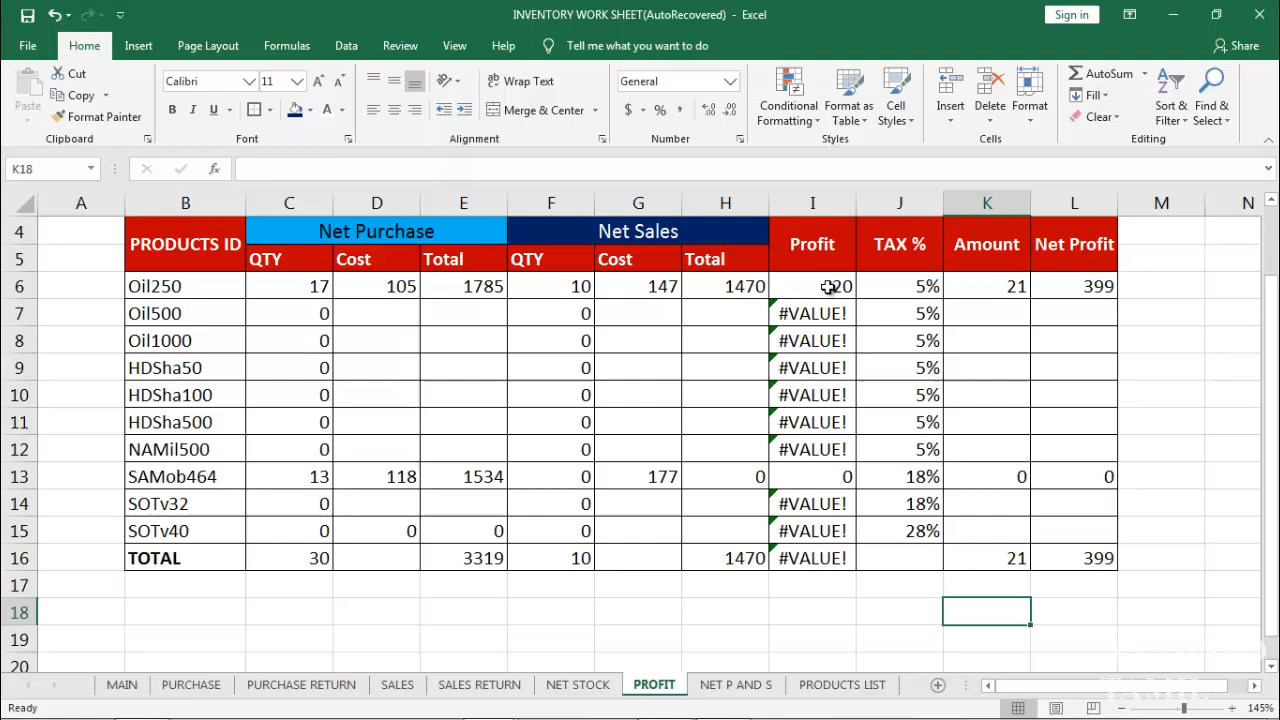 INVENTORY WORK SHEET(AutoRecovered) - Excel
Sign in
File Home Insert Page Layout Formulas Data Review View Help Tell me what you want to do Share
Paste
Cut
Copy
Format Painter
Clipboard
Calibri 11
B I U A
Font
Wrap Text
Merge & Center
Alignment
General
$ % ,
Number
Conditional Formatting
Format as Table
Cell Styles
Styles
Insert Delete Format
Cells
AutoSum
Fill
Clear
Sort & Filter
Find & Select
Editing
K18 fx
A B C D E F G H I J K L M N
4 PRODUCTS ID Net Purchase Net Sales Profit TAX % Amount Net Profit
5 QTY Cost Total QTY Cost Total
6 Oil250 17 105 1785 10 147 1470 20 5% 21 399
7 Oil500 0 0 #VALUE! 5%
8 Oil1000 0 0 #VALUE! 5%
9 HDSha50 0 0 #VALUE! 5%
10 HDSha100 0 0 #VALUE! 5%
11 HDSha500 0 0 #VALUE! 5%
12 NAMil500 0 0 #VALUE! 5%
13 SAMob464 13 118 1534 0 177 0 0 18% 0 0
14 SOTv32 0 0 #VALUE! 18%
15 SOTv40 0 0 0 0 #VALUE! 28%
16 TOTAL 30 3319 10 1470 #VALUE! 21 399
17
18
19
20
MAIN PURCHASE PURCHASE RETURN SALES SALES RETURN NET STOCK PROFIT NET P AND S PRODUCTS LIST
Ready 145%